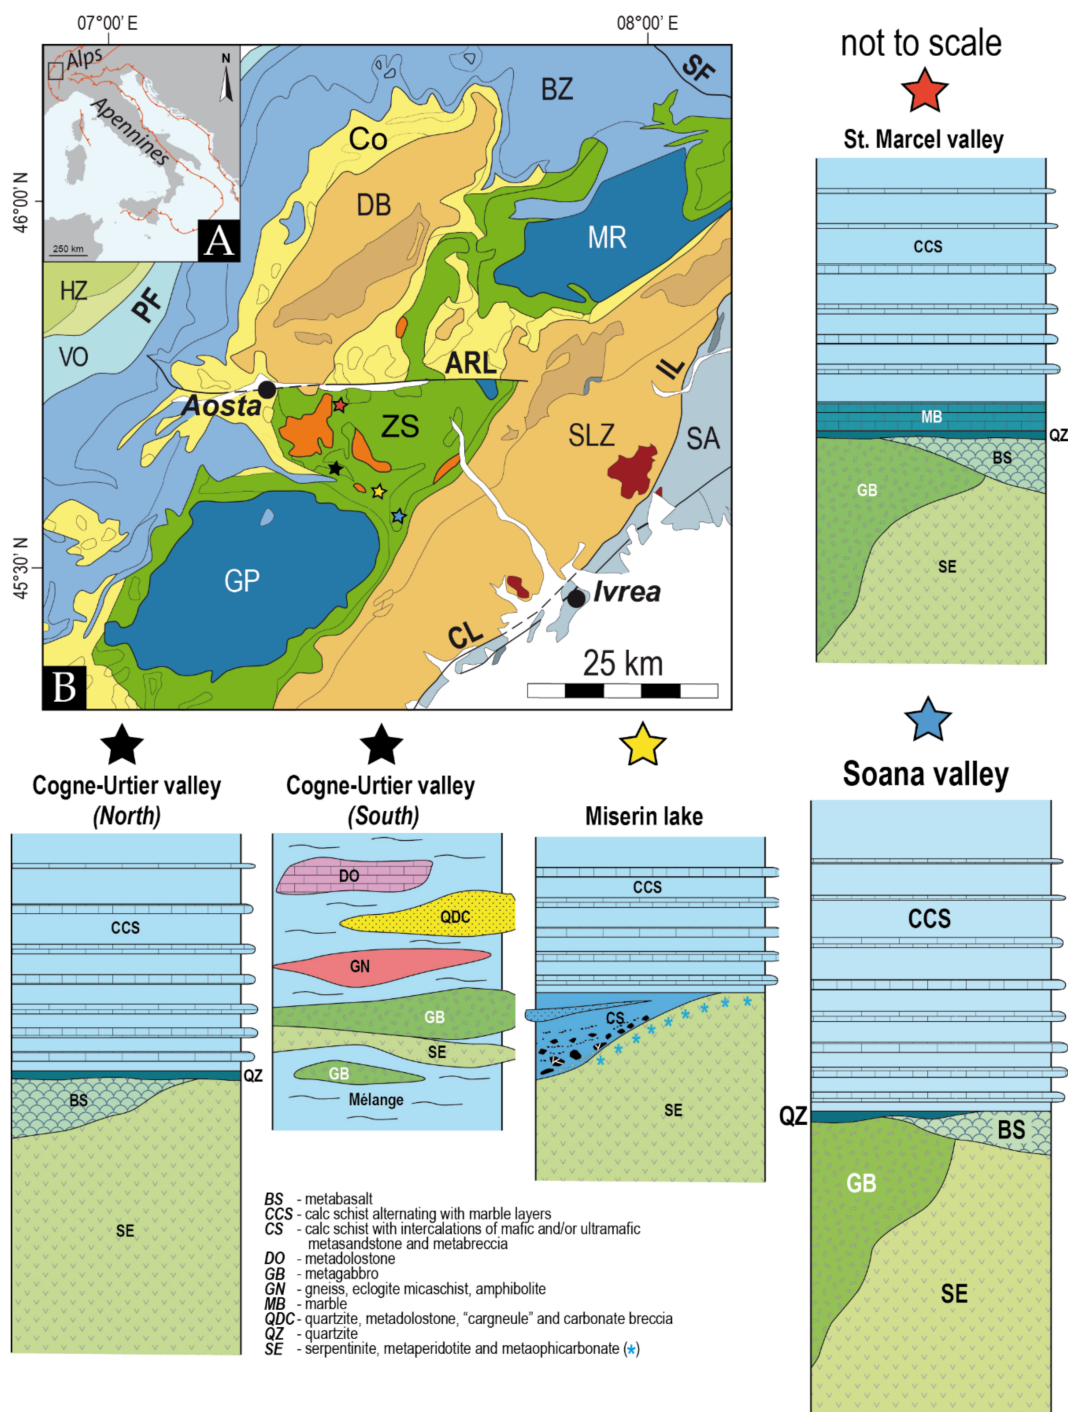 07°00' E
08°00' E
46°00' N
45°30' N
Alps
Apennines
N
250 km
A
BZ
SF
Co
DB
MR
HZ
PF
VO
ARL
IL
Aosta
ZS
SLZ
SA
GP
Ivrea
CL
25 km
B
not to scale
St. Marcel valley
CCS
MB
QZ
BS
GB
SE
Cogne-Urtier valley
(North)
CCS
QZ
BS
SE
Cogne-Urtier valley
(South)
DO
QDC
GN
GB
SE
GB
Mélange
Miserin lake
CCS
CS
SE
Soana valley
CCS
QZ
BS
GB
SE
BS - metabasalt
CCS - calc schist alternating with marble layers
CS - calc schist with intercalations of mafic and/or ultramafic
metasandstone and metabreccia
DO - metadolostone
GB - metagabbro
GN - gneiss, eclogite micaschist, amphibolite
MB - marble
QDC - quartzite, metadolostone, “cargneule” and carbonate breccia
QZ - quartzite
SE - serpentinite, metaperidotite and metaophicarbonate (*)